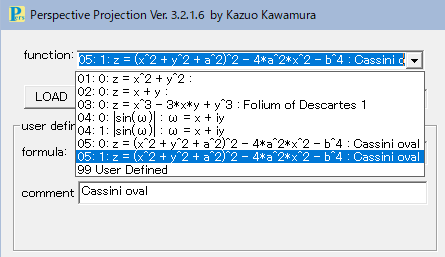 Perspective Projection Ver. 3.2.1.6 by Kazuo Kawamura
function: 05: 1: z = (x^2 + y^2 + a^2)^2 - 4*a^2*x^2 - b^4 : Cassini o
01: 0: z = x^2 + y^2 :
LOAD
02: 0: z = x + y :
03: 0: z = x^3 - 3*x*y + y^3 : Folium of Descartes 1
04: 0: |sin(ω)| : ω = x + iy
user defin
04: 1: |sin(ω)| : ω = x + iy
formula:
05: 0: z = (x^2 + y^2 + a^2)^2 - 4*a^2*x^2 - b^4 : Cassini oval
05: 1: z = (x^2 + y^2 + a^2)^2 - 4*a^2*x^2 - b^4 : Cassini oval
99 User Defined
comment Cassini oval